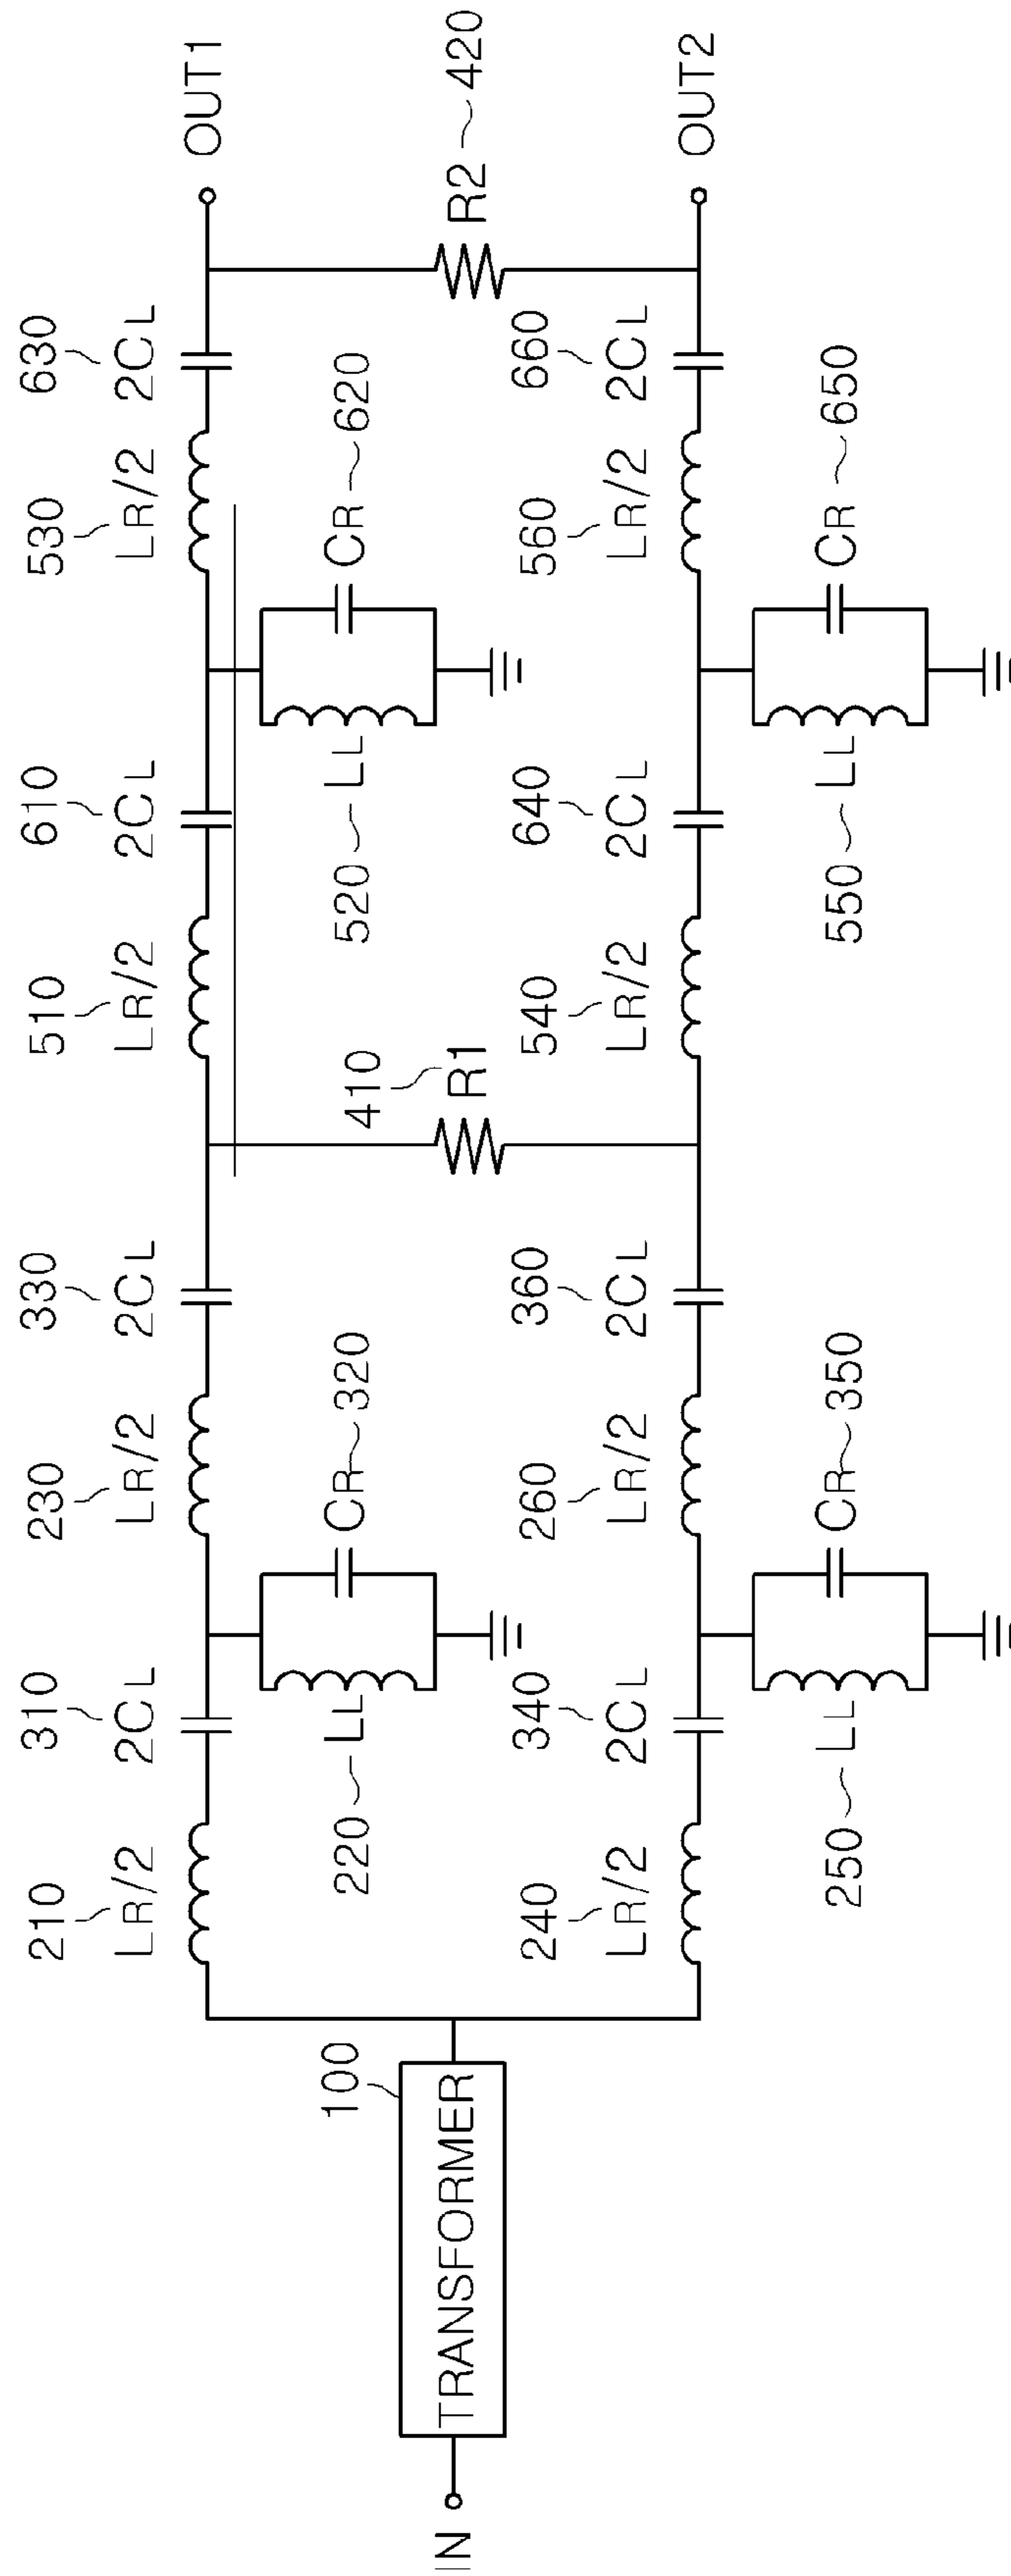 IN
100
TRANSFORMER
210
LR/2
310
2CL
230
LR/2
330
2CL
510
LR/2
610
2CL
530
LR/2
630
2CL
OUT1
220 LL
CR 320
410
R1
520 LL
CR 620
R2 420
240
LR/2
340
2CL
260
LR/2
360
2CL
540
LR/2
640
2CL
560
LR/2
660
2CL
OUT2
250 LL
CR 350
550 LL
CR 650